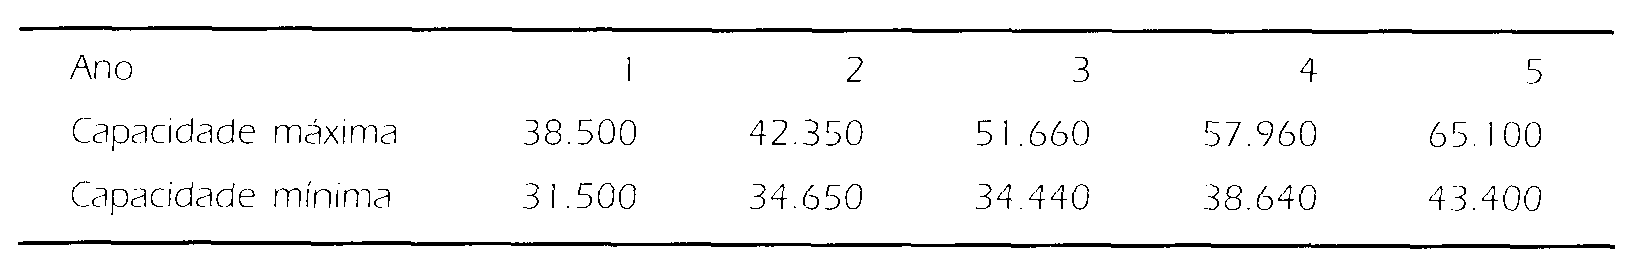 Ano 1 2 3 4 5
Capacidade máxima 38.500 42.350 51.660 57.960 65.100
Capacidade mínima 31.500 34.650 34.440 38.640 43.400